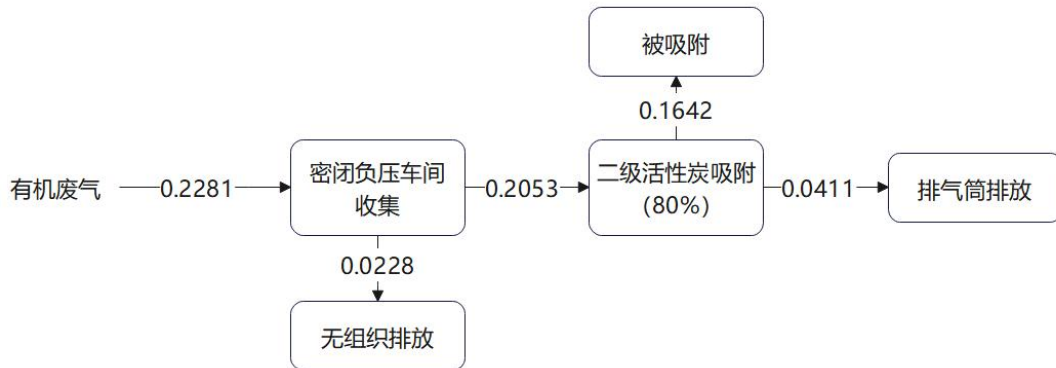 被吸附
0.1642
有机废气
0.2281
密闭负压车间
收集
0.2053
二级活性炭吸附
（80%）
0.0411
排气筒排放
0.0228
无组织排放